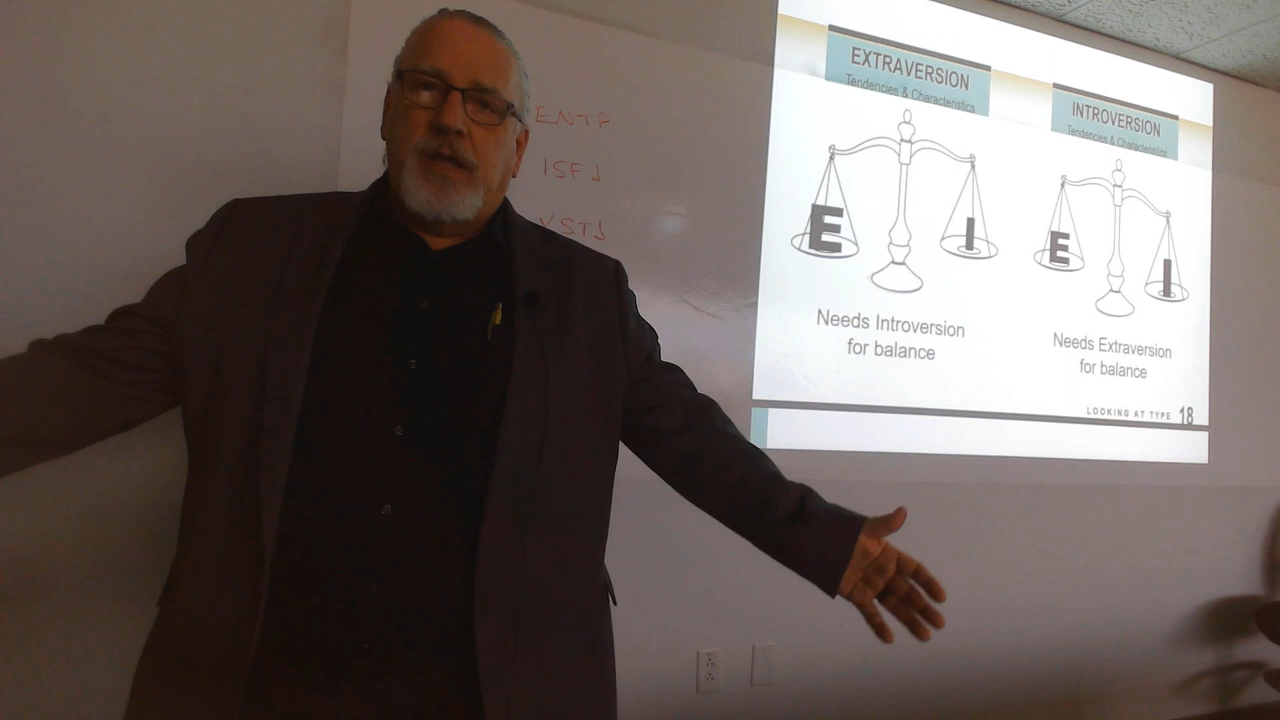 ENTP
ISFJ
STJ
EXTRAVERSION
Tendencies & Characteristics
E I
Needs Introversion
for balance
INTROVERSION
Tendencies & Characteristics
E I
Needs Extraversion
for balance
LOOKING AT TYPE 18